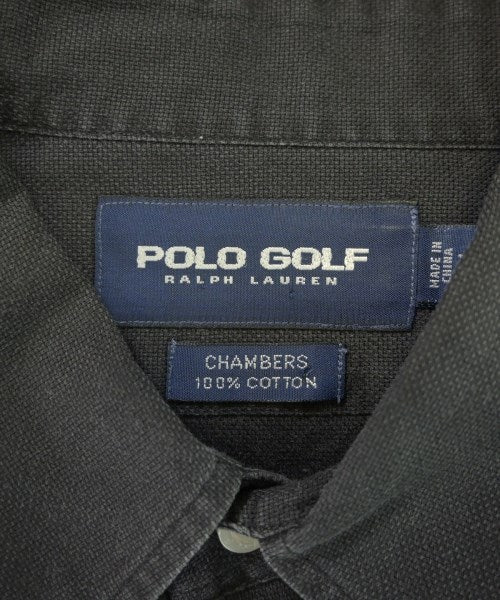 POLO GOLF
RALPH LAUREN
MADE IN
CHINA
CHAMBERS
100% COTTON